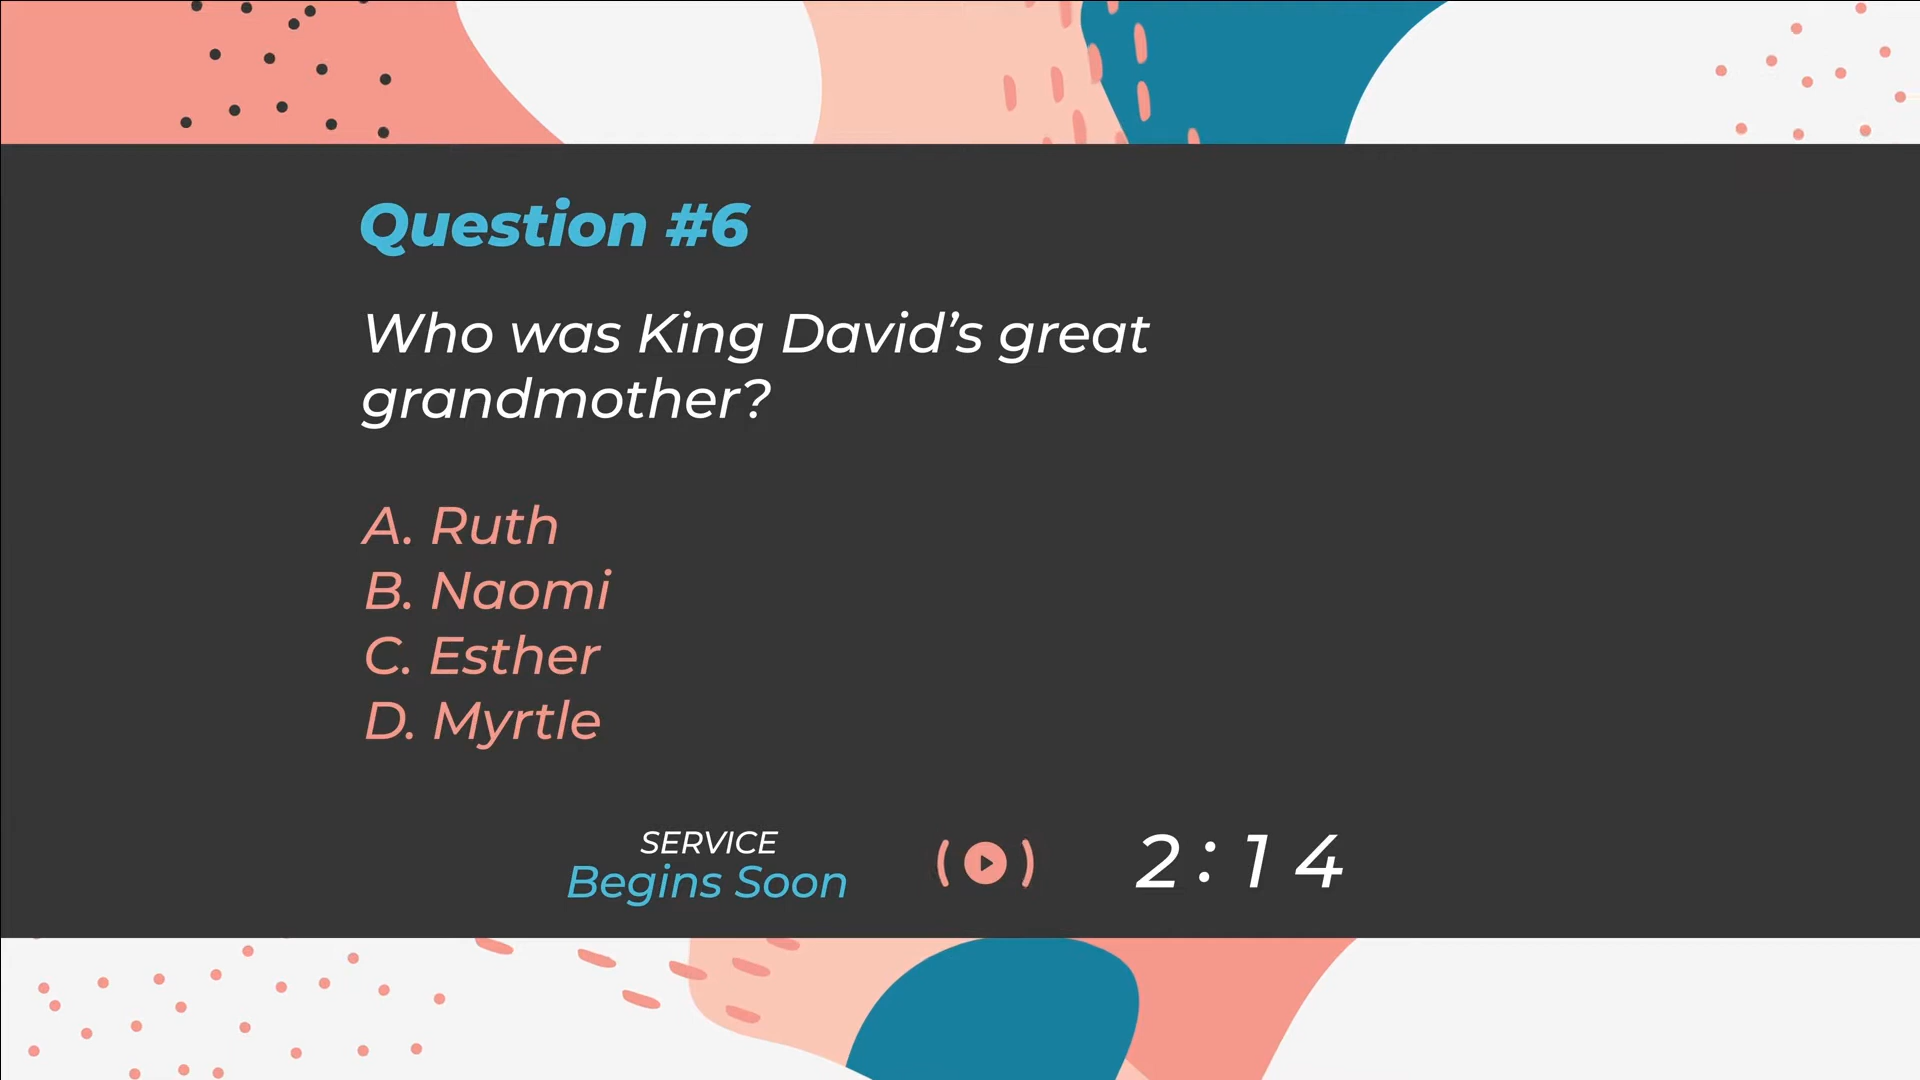 Question #6
Who was King David’s great
grandmother?
A. Ruth
B. Naomi
C. Esther
D. Myrtle
SERVICE
Begins Soon
2:14